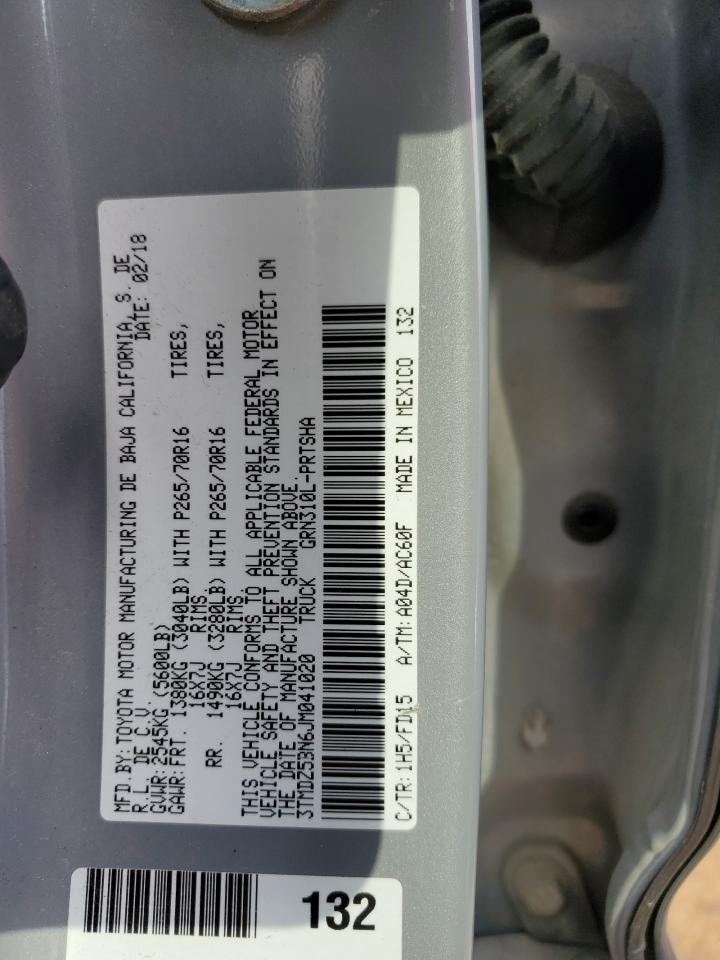 MFD.BY:TOYOTA MOTOR MANUFACTURING DE BAJA CALIFORNIA, S. DE
R.L. DE C.V. DATE: 02/18
GVWR:2545KG (5600LB)
GAWR:FRT. 1380KG (3040LB) WITH P265/70R16 TIRES,
16X7J RIMS
RR. 1490KG (3280LB) WITH P265/70R16 TIRES,
16X7J RIMS
THIS VEHICLE CONFORMS TO ALL APPLICABLE FEDERAL MOTOR
VEHICLE SAFETY AND THEFT PREVENTION STANDARDS IN EFFECT ON
THE DATE OF MANUFACTURE SHOWN ABOVE.
3TMDZ5BN6JM041020 TRUCK GRN310L-PRTSHA
C/TR:1H5/FD15 A/TM:A04D/AC60F MADE IN MEXICO 132
132